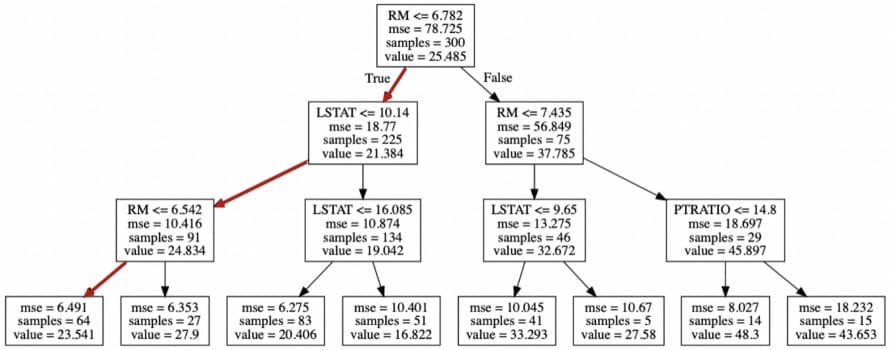 RM <= 6.782
mse = 78.725
samples = 300
value = 25.485
True
False
LSTAT <= 10.14
mse = 18.77
samples = 225
value = 21.384
RM <= 7.435
mse = 56.849
samples = 75
value = 37.785
RM <= 6.542
mse = 10.416
samples = 91
value = 24.834
LSTAT <= 16.085
mse = 10.874
samples = 134
value = 19.042
LSTAT <= 9.65
mse = 13.275
samples = 46
value = 32.672
PTRATIO <= 14.8
mse = 18.697
samples = 29
value = 45.897
mse = 6.491
samples = 64
value = 23.541
mse = 6.353
samples = 27
value = 27.9
mse = 6.275
samples = 83
value = 20.406
mse = 10.401
samples = 51
value = 16.822
mse = 10.045
samples = 41
value = 33.293
mse = 10.67
samples = 5
value = 27.58
mse = 8.027
samples = 14
value = 48.3
mse = 18.232
samples = 15
value = 43.653